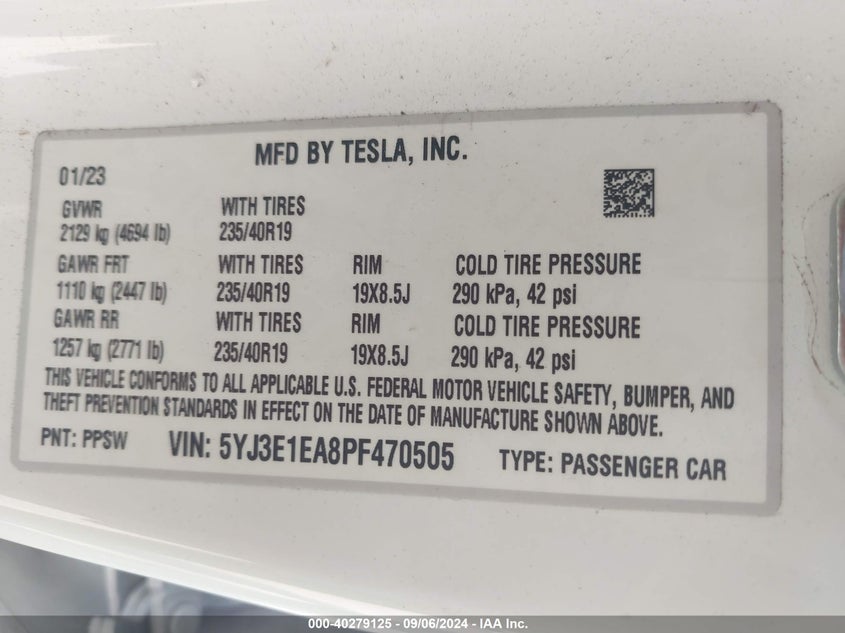 MFD BY TESLA, INC.
01/23
GVWR WITH TIRES
2129 kg (4694 lb) 235/40R19
GAWR FRT WITH TIRES RIM COLD TIRE PRESSURE
1110 kg (2447 lb) 235/40R19 19X8.5J 290 kPa, 42 psi
GAWR RR WITH TIRES RIM COLD TIRE PRESSURE
1257 kg (2771 lb) 235/40R19 19X8.5J 290 kPa, 42 psi
THIS VEHICLE CONFORMS TO ALL APPLICABLE U.S. FEDERAL MOTOR VEHICLE SAFETY, BUMPER, AND
THEFT PREVENTION STANDARDS IN EFFECT ON THE DATE OF MANUFACTURE SHOWN ABOVE.
PNT: PPSW VIN: 5YJ3E1EA8PF470505 TYPE: PASSENGER CAR
OWNER - 40279125 - 09/06/2024 - IAA Inc.